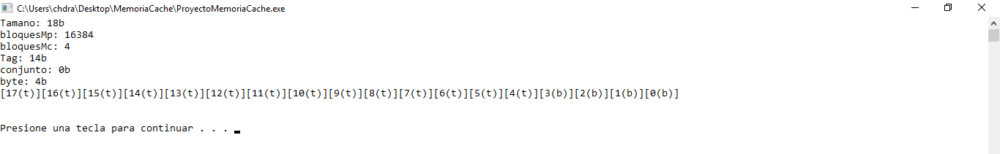 C:\Users\chdra\Desktop\MemoriaCache\ProyectoMemoriaCache.exe
Tamano: 18b
bloquesMp: 16384
bloquesMc: 4
Tag: 14b
conjunto: 0b
byte: 4b
[17(t)][16(t)][15(t)][14(t)][13(t)][12(t)][11(t)][10(t)][9(t)][8(t)][7(t)][6(t)][5(t)][4(t)][3(b)][2(b)][1(b)][0(b)]
Presione una tecla para continuar . . .